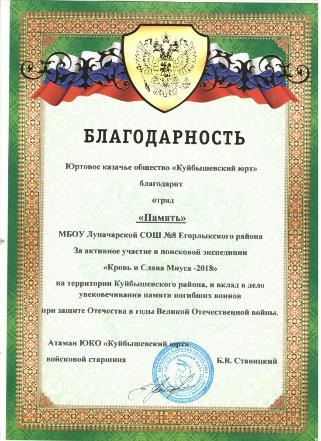 БЛАГОДАРНОСТЬ
Юртовое казачье общество «Куйбышевский юрт»
благодарит
отряд
«Память»
МБОУ Луначарской СОШ №8 Егорлыкского района
За активное участие в поисковой экспедиции
«Кровь и Слава Миуса -2018»
на территории Куйбышевского района, и вклад в дело
увековечивания памяти погибших воинов
при защите Отечества в годы Великой Отечественной войны.
Атаман ЮКО «Куйбышевский юрт»
войсковой старшина Б.В. Ставицкий